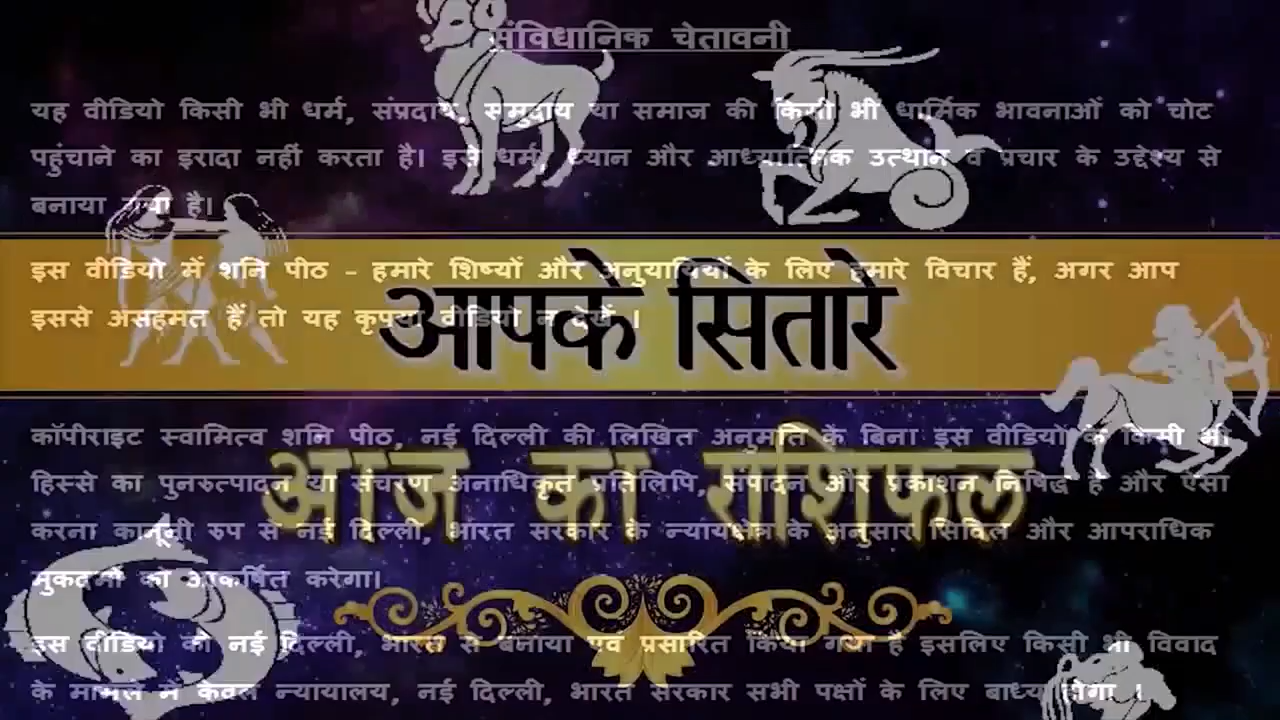 संविधानिक चेतावनी
यह वीडियो किसी भी धर्म, संप्रदाय, समुदाय या समाज की किसी भी धार्मिक भावनाओं को चोट
पहुंचाने का इरादा नहीं करता है। इसे धर्म, ध्यान और आध्यात्मिक उत्थान व प्रचार के उद्देश्य से
बनाया गया है।
इस वीडियो में शनि पीठ - हमारे शिष्यों और अनुयायियों के लिए हमारे विचार हैं, अगर आप
इससे असहमत हैं तो यह कृपया वीडियो न देखें ।
आपके सितारे
कॉपीराइट स्वामित्व शनि पीठ, नई दिल्ली की लिखित अनुमति के बिना इस वीडियो के किसी भी
आज का राशिफल
हिस्से का पुनरुत्पादन या संचरण अनाधिकृत प्रतिलिपि, संपादन और प्रकाशन निषिद्ध है और ऐसा
करना कानूनी रुप से नई दिल्ली, भारत सरकार के न्यायालय के अनुसार सिविल और आपराधिक
मुकदमों को आकर्षित करेगा।
इस वीडियो को नई दिल्ली, भारत से बनाया एवं प्रसारित किया गया है इसलिए किसी भी विवाद
के मामले में केवल न्यायालय, नई दिल्ली, भारत सरकार सभी पक्षों के लिए बाध्य होगा ।